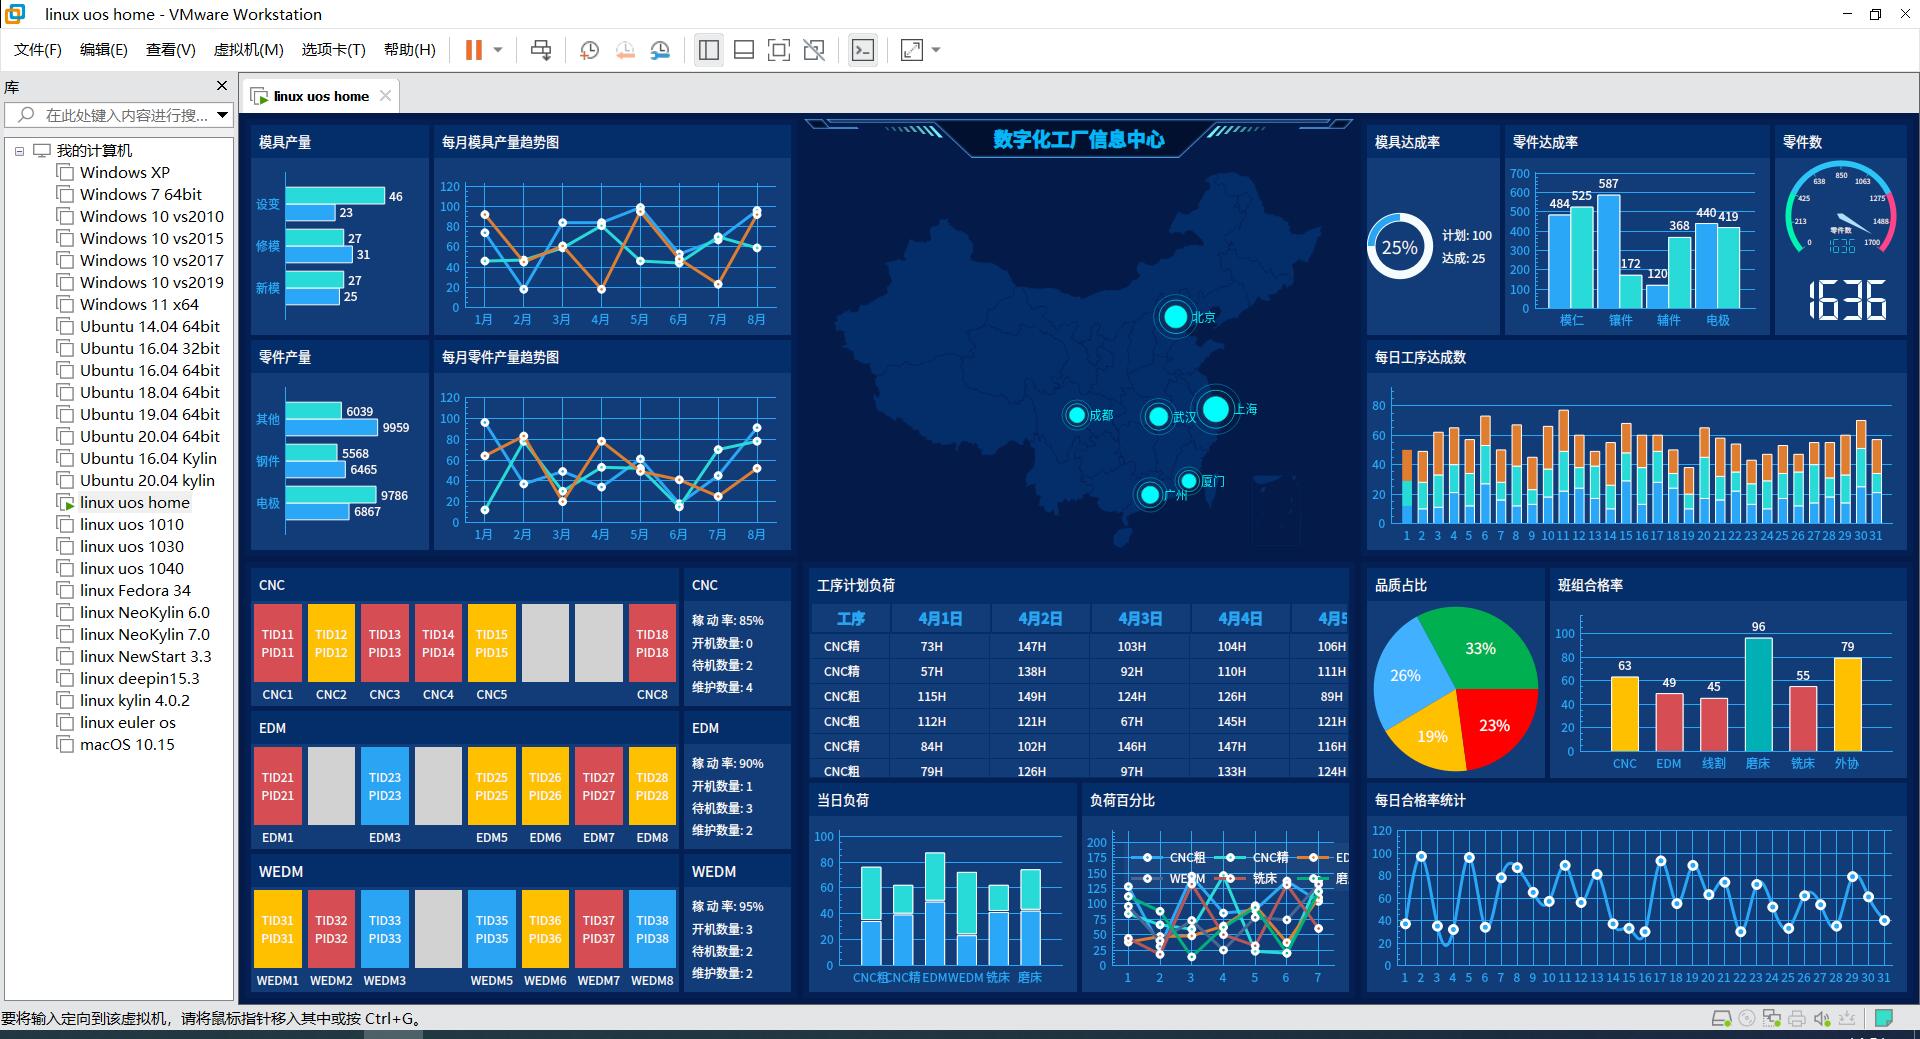 linux uos home - VMware Workstation
文件(F) 编辑(E) 查看(V) 虚拟机(M) 选项卡(T) 帮助(H)
库
在此处键入内容进行搜...
我的计算机
Windows XP
Windows 7 64bit
Windows 10 vs2010
Windows 10 vs2015
Windows 10 vs2017
Windows 10 vs2019
Windows 11 x64
Ubuntu 14.04 64bit
Ubuntu 16.04 32bit
Ubuntu 16.04 64bit
Ubuntu 18.04 64bit
Ubuntu 19.04 64bit
Ubuntu 20.04 64bit
Ubuntu 16.04 Kylin
Ubuntu 20.04 kylin
linux uos home
linux uos 1010
linux uos 1030
linux uos 1040
linux Fedora 34
linux NeoKylin 6.0
linux NeoKylin 7.0
linux NewStart 3.3
linux deepin15.3
linux kylin 4.0.2
linux euler os
macOS 10.15
linux uos home
模具产量
设变 46 23
修模 27 31
新模 27 25
每月模具产量趋势图
120
100
80
60
40
20
0
1月 2月 3月 4月 5月 6月 7月 8月
零件产量
其他 6039 9959
钢件 5568 6465
电极 9786 6867
每月零件产量趋势图
120
100
80
60
40
20
0
1月 2月 3月 4月 5月 6月 7月 8月
数字化工厂信息中心
北京
成都
武汉
上海
厦门
广州
模具达成率
25%
计划: 100
达成: 25
零件达成率
700
600
500
400
300
200
100
0
484 525 587 172 120 368 440 419
模仁 镶件 辅件 电极
零件数
0 213 425 638 850 1063 1275 1488 1700
零件数
1636
1636
每日工序达成数
80
60
40
20
0
1 2 3 4 5 6 7 8 9 10 11 12 13 14 15 16 17 18 19 20 21 22 23 24 25 26 27 28 29 30 31
CNC
TID11 TID12 TID13 TID14 TID15 TID18
PID11 PID12 PID13 PID14 PID15 PID18
CNC1 CNC2 CNC3 CNC4 CNC5 CNC8
CNC
稼 动 率: 85%
开机数量: 0
待机数量: 2
维护数量: 4
EDM
TID21 TID23 TID25 TID26 TID27 TID28
PID21 PID23 PID25 PID26 PID27 PID28
EDM1 EDM3 EDM5 EDM6 EDM7 EDM8
EDM
稼 动 率: 90%
开机数量: 1
待机数量: 3
维护数量: 2
WEDM
TID31 TID32 TID33 TID35 TID36 TID37 TID38
PID31 PID32 PID33 PID35 PID36 PID37 PID38
WEDM1 WEDM2 WEDM3 WEDM5 WEDM6 WEDM7 WEDM8
WEDM
稼 动 率: 95%
开机数量: 3
待机数量: 2
维护数量: 2
工序计划负荷
工序 4月1日 4月2日 4月3日 4月4日 4月5
CNC精 73H 147H 103H 104H 106H
CNC精 57H 138H 92H 110H 111H
CNC粗 115H 149H 124H 126H 89H
CNC粗 112H 121H 67H 145H 121H
CNC精 84H 102H 146H 147H 116H
CNC粗 79H 126H 97H 133H 124H
当日负荷
100
80
60
40
20
0
CNC粗 CNC精 EDM WEDM 铣床 磨床
负荷百分比
200
175
150
125
100
75
50
25
0
CNC粗 CNC精 ED
WEDM 铣床 磨
1 2 3 4 5 6 7
品质占比
33%
26%
19%
23%
班组合格率
100
80
60
40
20
0
63 49 45 96 55 79
CNC EDM 线割 磨床 铣床 外协
每日合格率统计
120
100
80
60
40
20
0
1 2 3 4 5 6 7 8 9 10 11 12 13 14 15 16 17 18 19 20 21 22 23 24 25 26 27 28 29 30 31
要将输入定向到该虚拟机，请将鼠标指针移入其中或按 Ctrl+G。